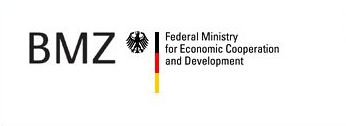 BMZ
Federal Ministry
for Economic Cooperation
and Development